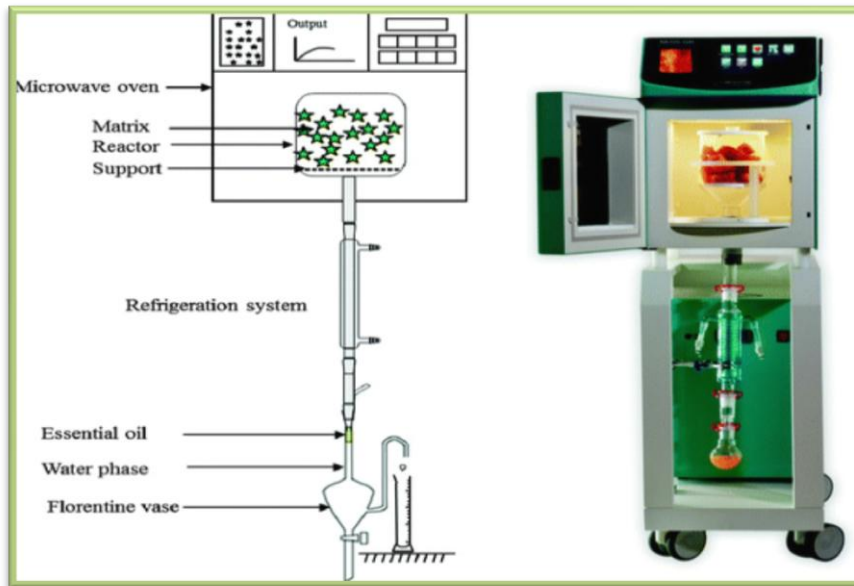 Output
Microwave oven
Matrix
Reactor
Support
Refrigeration system
Essential oil
Water phase
Florentine vase